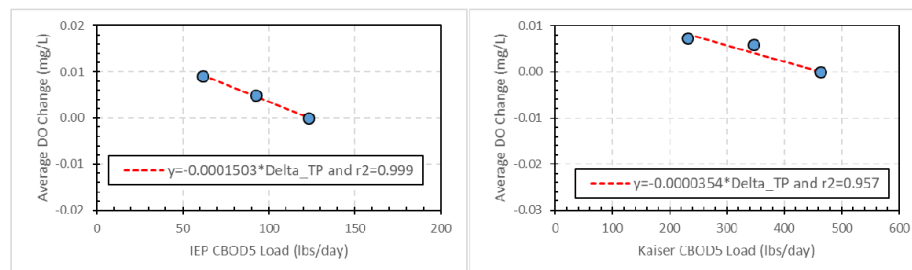 0.02
0.01
0.00
-0.01
-0.02
Average DO Change (mg/L)
y=-0.0001503*Delta_TP and r2=0.999
0 50 100 150 200
IEP CBOD5 Load (lbs/day)
0.01
0.00
-0.01
-0.02
-0.03
Average DO Change (mg/L)
y=-0.0000354*Delta_TP and r2=0.957
0 100 200 300 400 500 600
Kaiser CBOD5 Load (lbs/day)